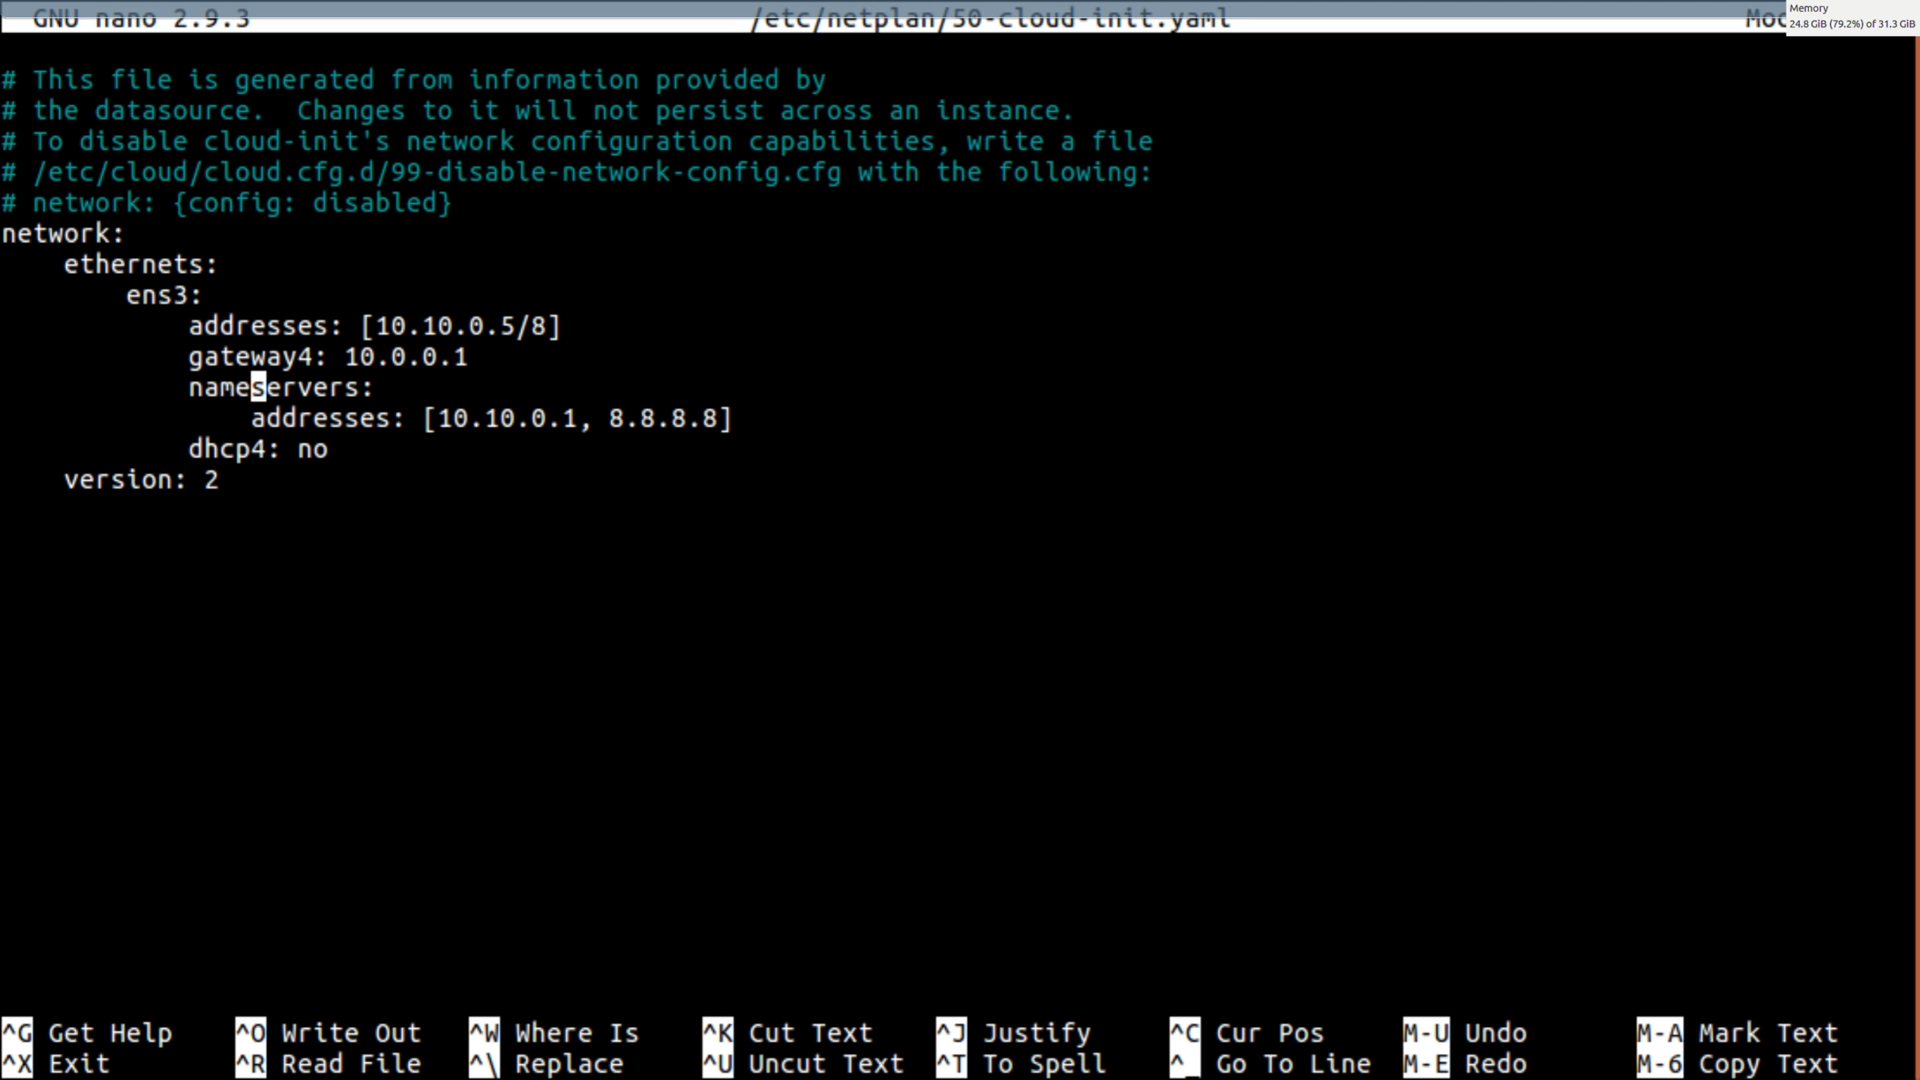 GNU nano 2.9.3 /etc/netplan/50-cloud-init.yaml
Memory
24.8 GiB (79.2%) of 31.3 GiB
# This file is generated from information provided by
# the datasource.  Changes to it will not persist across an instance.
# To disable cloud-init's network configuration capabilities, write a file
# /etc/cloud/cloud.cfg.d/99-disable-network-config.cfg with the following:
# network: {config: disabled}
network:
    ethernets:
        ens3:
            addresses: [10.10.0.5/8]
            gateway4: 10.0.0.1
            nameservers:
                addresses: [10.10.0.1, 8.8.8.8]
            dhcp4: no
    version: 2
^G Get Help ^O Write Out ^W Where Is ^K Cut Text ^J Justify ^C Cur Pos M-U Undo M-A Mark Text
^X Exit ^R Read File ^\ Replace ^U Uncut Text ^T To Spell ^_ Go To Line M-E Redo M-6 Copy Text